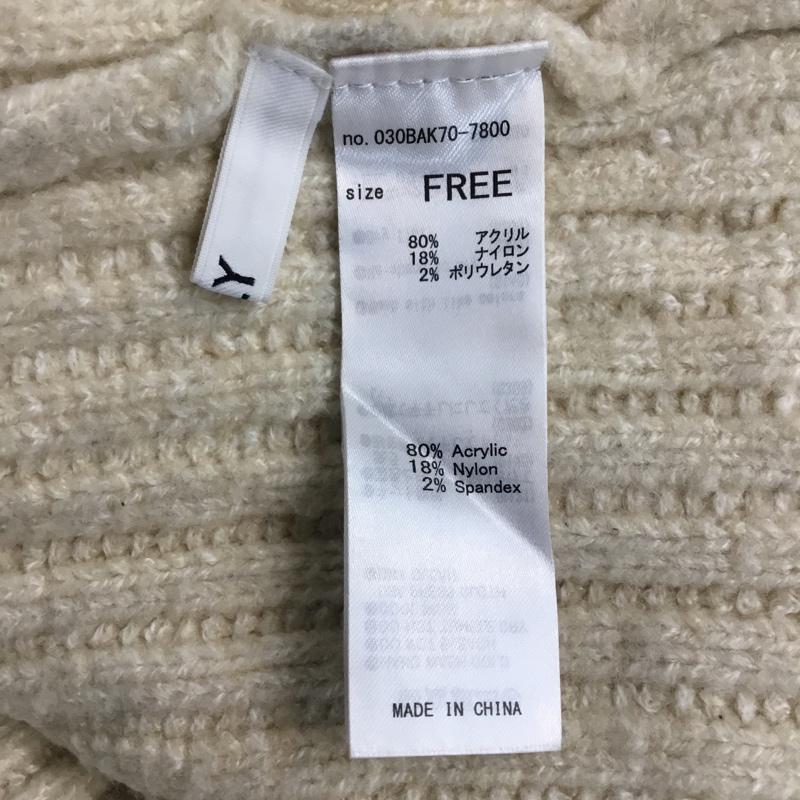 no. 030BAK70-7800
size FREE
80% アクリル
18% ナイロン
2% ポリウレタン
80% Acrylic
18% Nylon
2% Spandex
MADE IN CHINA